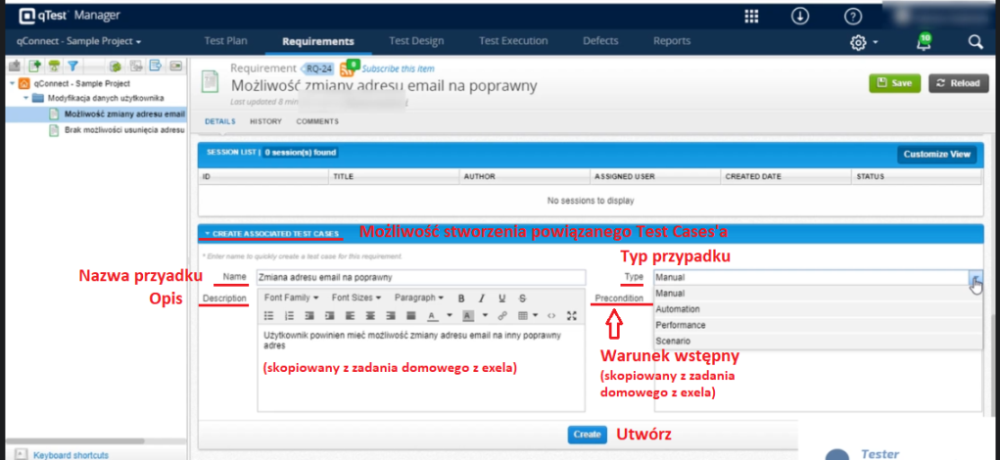 qTest Manager
qConnect - Sample Project
Test Plan
Requirements
Test Design
Test Execution
Defects
Reports
10
qConnect - Sample Project
Modyfikacja danych użytkownika
Możliwość zmiany adresu email
Brak możliwości usunięcia adresu
Requirement RQ-24 0 Subscribe this item
Możliwość zmiany adresu email na poprawny
Last updated 8 min
Save
Reload
DETAILS HISTORY COMMENTS
SESSION LIST | 0 session(s) found
Customize View
ID TITLE AUTHOR ASSIGNED USER CREATED DATE STATUS
No sessions to display
CREATE ASSOCIATED TEST CASES
Możliwość stworzenia powiązanego Test Cases'a
* Enter name to quickly create a test case for this requirement.
Typ przypadku
Nazwa przyadku
Name
Zmiana adresu email na poprawny
Type
Manual
Opis
Description
Font Family Font Sizes Paragraph B I U S
A A
Użytkownik powinien mieć możliwość zmiany adresu email na inny poprawny
adres
(skopiowany z zadania domowego z exela)
Precondition
Manual
Automation
Performance
Scenario
Warunek wstępny
(skopiowany z zadania
domowego z exela)
Create
Utwórz
Keyboard shortcuts
Tester